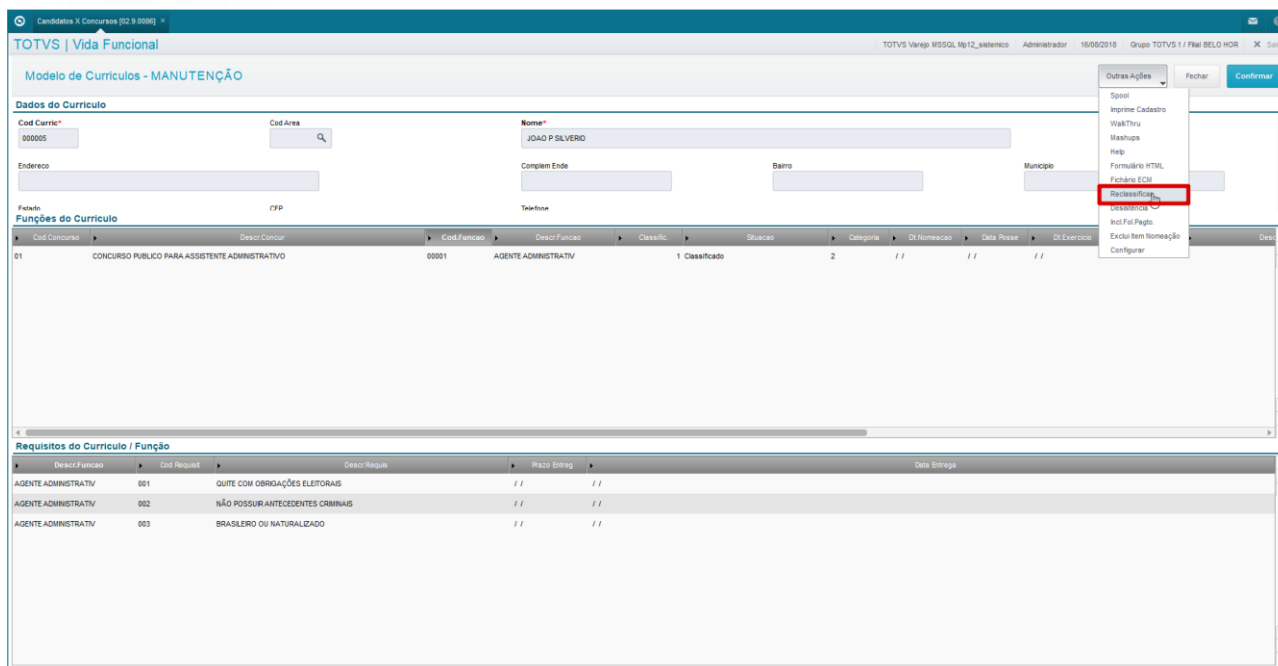 Candidatos X Concursos [02.9.0086] ×
TOTVS | Vida Funcional
TOTVS Varejo MSSQL Mp12_sistemico Administrador 16/08/2018 Grupo TOTVS 1 / Filial BELO HOR X
Modelo de Curriculos - MANUTENÇÃO
Outras Ações Fechar Confirmar
Spool
Imprime Cadastro
WalkThru
Mashups
Help
Formulário HTML
Fichário ECM
Reclassificar
Desistência
Incl.Fol.Pagto.
Exclui Item Nomeação
Configurar
Dados do Curriculo
Cod Curric* Cod Area Nome*
000005 JOAO P SILVERIO
Endereco Complem Ende Bairro Municipio
Estado CEP Telefone
Funções do Curriculo
Cod.Concurso Descr.Concur Cod.Funcao Descr.Funcao Classific. Situacao Categoria Dt.Nomeacao Data Posse Dt.Exercicio Desc
01 CONCURSO PUBLICO PARA ASSISTENTE ADMINISTRATIVO 00001 AGENTE ADMINISTRATIV 1 Classificado 2 / / / / / /
Requisitos do Curriculo / Função
Descr.Funcao Cod.Requisit Descr.Requis Prazo Entreg Data Entrega
AGENTE ADMINISTRATIV 001 QUITE COM OBRIGAÇÕES ELEITORAIS / / / /
AGENTE ADMINISTRATIV 002 NÃO POSSUIR ANTECEDENTES CRIMINAIS / / / /
AGENTE ADMINISTRATIV 003 BRASILEIRO OU NATURALIZADO / / / /